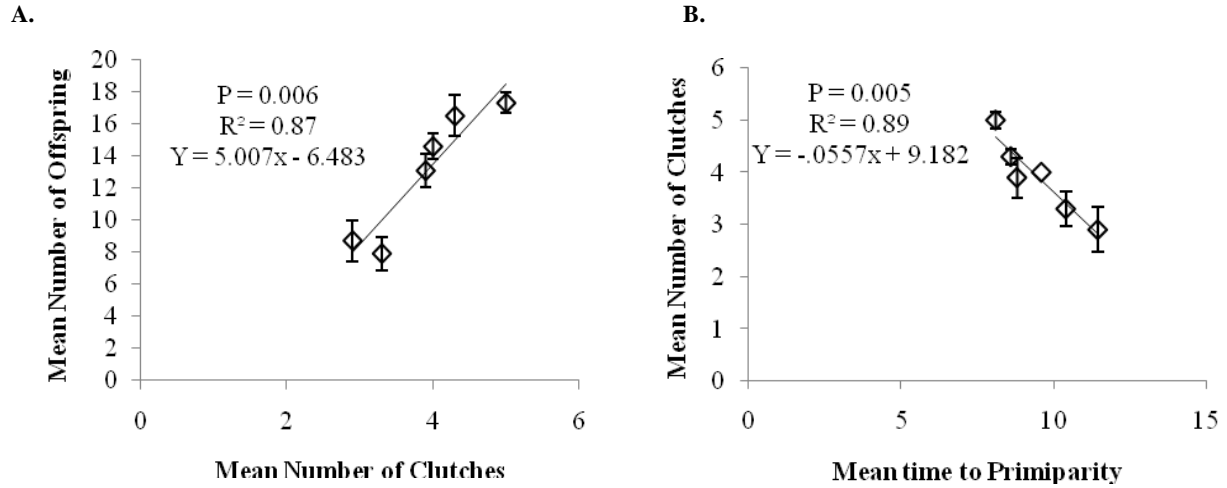 A.
Mean Number of Offspring
20
18
16
14
12
10
8
6
4
2
0
P = 0.006
R² = 0.87
Y = 5.007x - 6.483
0
2
4
6
Mean Number of Clutches
B.
Mean Number of Clutches
6
5
4
3
2
1
0
P = 0.005
R² = 0.89
Y = -.0557x + 9.182
0
5
10
15
Mean time to Primiparity